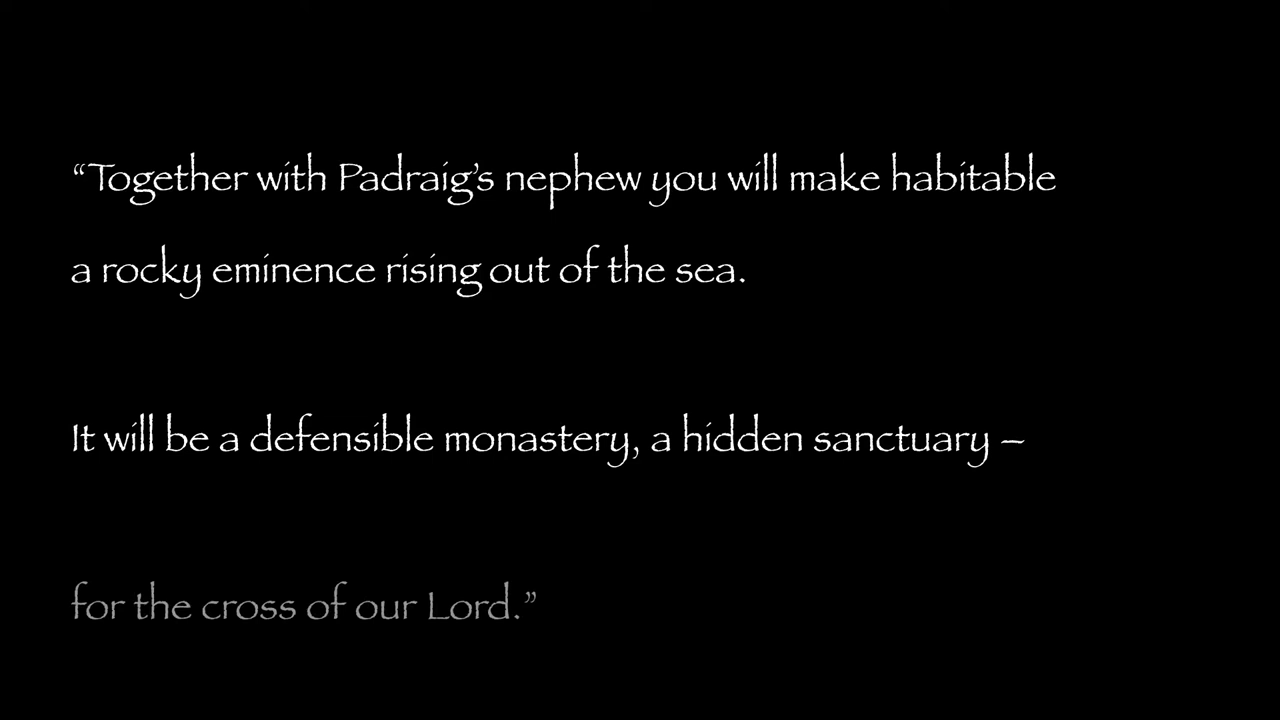 “Together with Padraig’s nephew you will make habitable
a rocky eminence rising out of the sea.
It will be a defensible monastery, a hidden sanctuary –
for the cross of our Lord.”